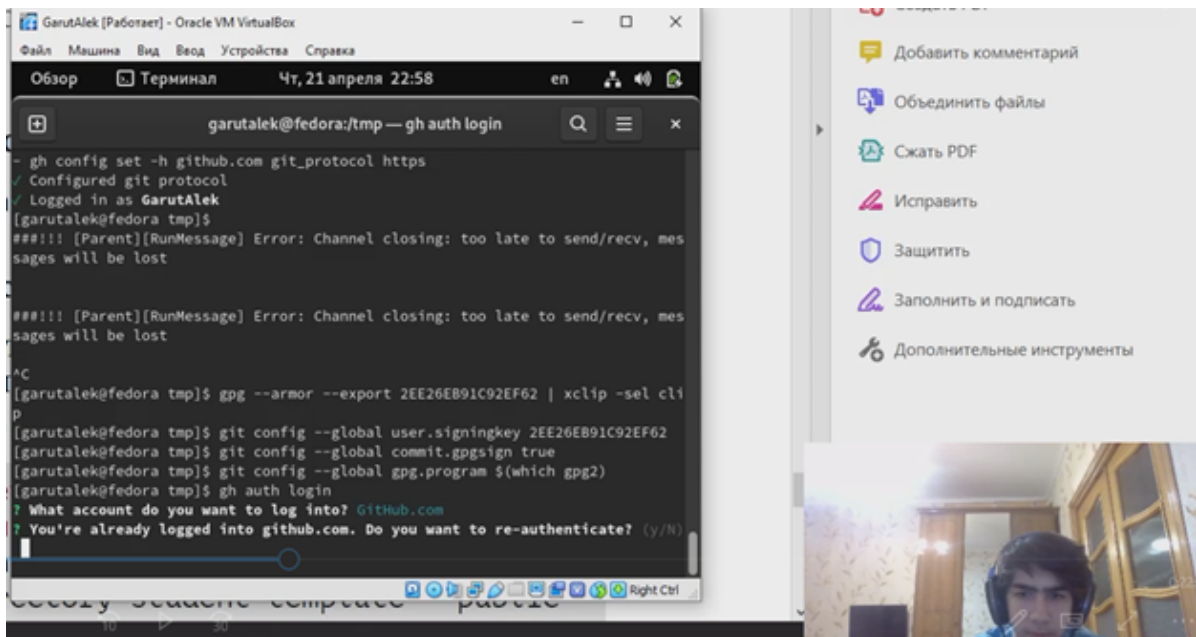 GarutAlek [Работает] - Oracle VM VirtualBox
Файл Машина Вид Ввод Устройства Справка
Обзор Терминал Чт, 21 апреля 22:58 en
garutalek@fedora:/tmp — gh auth login
- gh config set -h github.com git_protocol https
✓ Configured git protocol
✓ Logged in as GarutAlek
[garutalek@fedora tmp]$
###!!! [Parent][RunMessage] Error: Channel closing: too late to send/recv, mes
sages will be lost
###!!! [Parent][RunMessage] Error: Channel closing: too late to send/recv, mes
sages will be lost
^C
[garutalek@fedora tmp]$ gpg --armor --export 2EE26EB91C92EF62 | xclip -sel cli
p
[garutalek@fedora tmp]$ git config --global user.signingkey 2EE26EB91C92EF62
[garutalek@fedora tmp]$ git config --global commit.gpgsign true
[garutalek@fedora tmp]$ git config --global gpg.program $(which gpg2)
[garutalek@fedora tmp]$ gh auth login
? What account do you want to log into? GitHub.com
? You're already logged into github.com. Do you want to re-authenticate? (y/N)
Right Ctrl
10 30
Добавить комментарий
Объединить файлы
Сжать PDF
Исправить
Защитить
Заполнить и подписать
Дополнительные инструменты